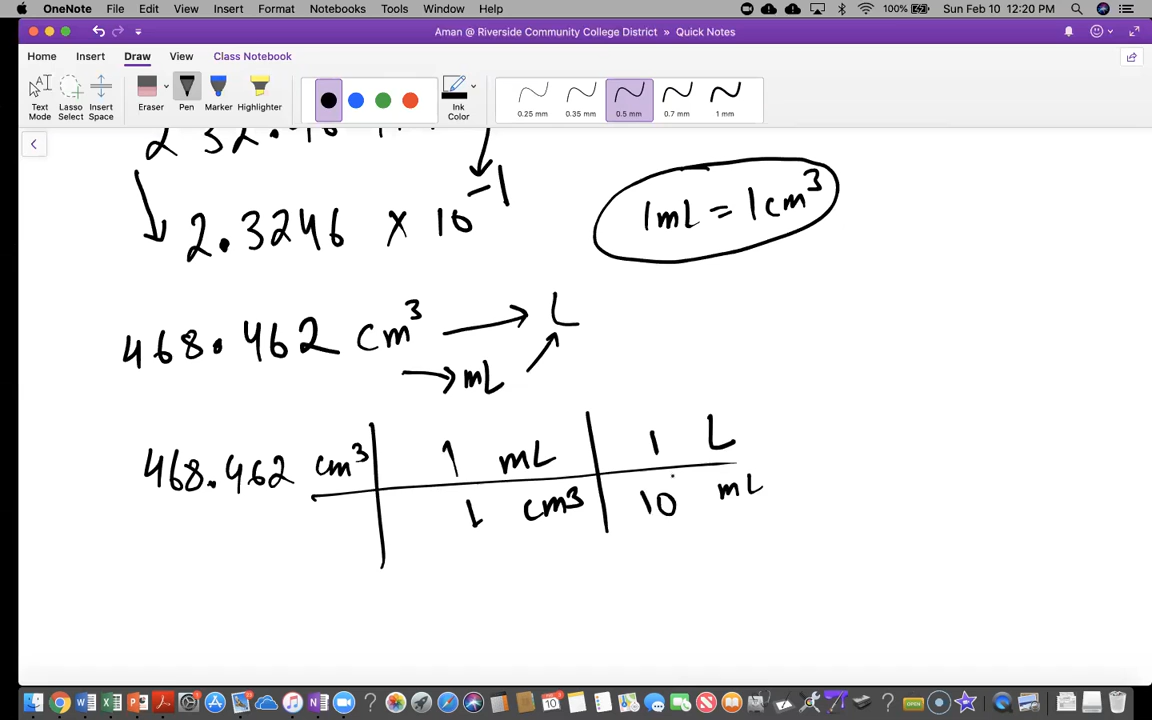 OneNote File Edit View Insert Format Notebooks Tools Window Help 100% Sun Feb 10 12:20 PM
Aman @ Riverside Community College District » Quick Notes
Home Insert Draw View Class Notebook
Text Mode Lasso Select Insert Space Eraser Pen Marker Highlighter Ink Color 0.25 mm 0.35 mm 0.5 mm 0.7 mm 1 mm
2.3246 × 10⁻¹
1mL = 1cm³
468.462 cm³ → L
→ mL
468.462 cm³ 1 mL 1 L
1 cm³ 10 mL